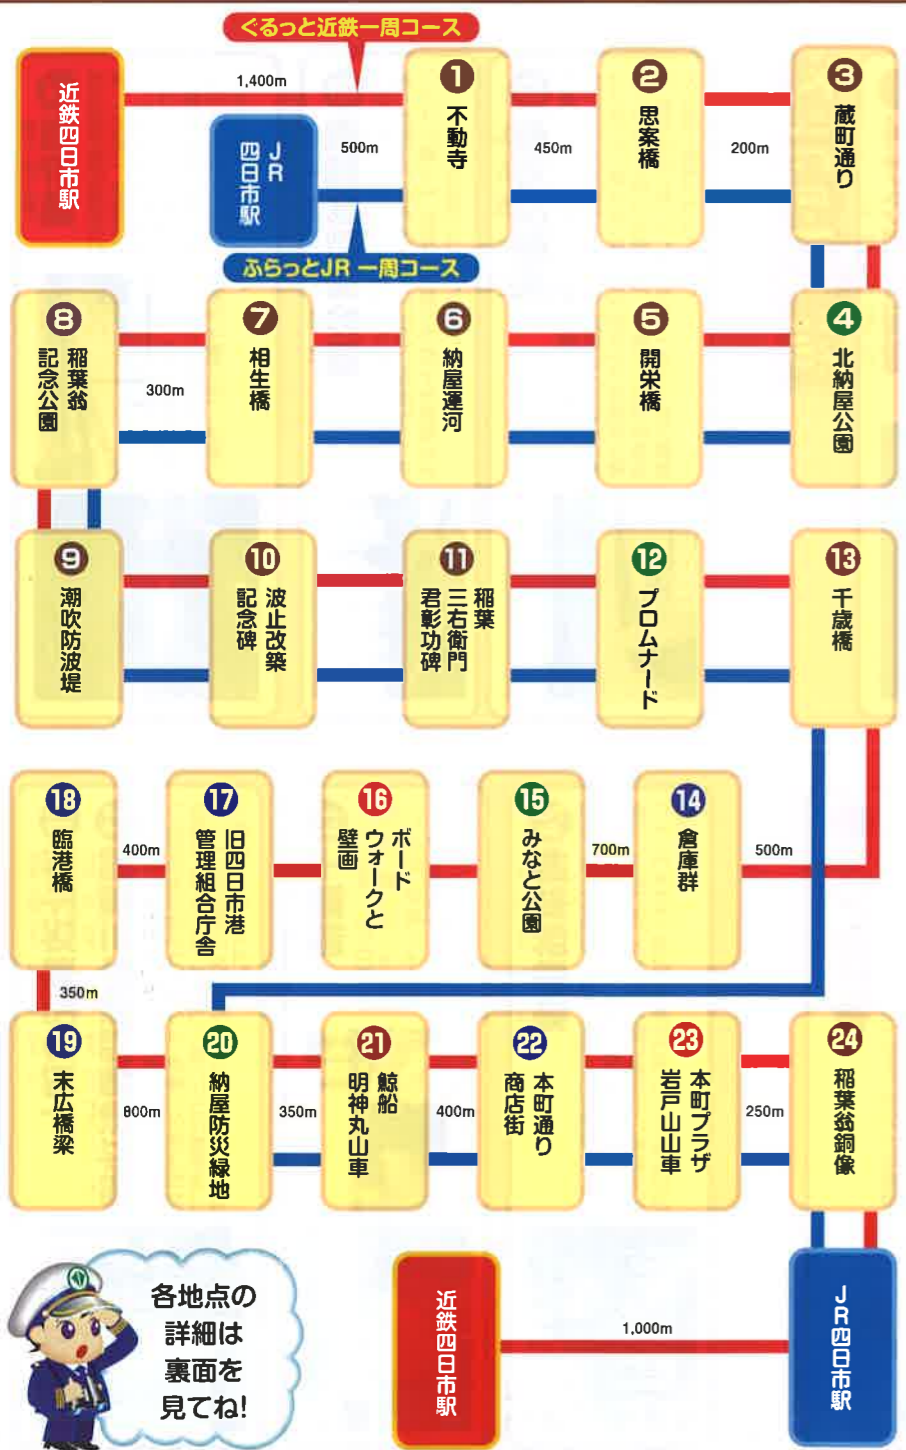 ぐるっと近鉄一周コース
近鉄四日市駅
1,400m
JR
四日市駅
500m
ふらっとJR一周コース
1
不動寺
450m
2
思案橋
200m
3
蔵町通り
4
北納屋公園
5
開栄橋
6
納屋運河
7
相生橋
300m
8
稲葉翁
記念公園
9
潮吹防波堤
10
波止改築
記念碑
11
稲葉
三右衛門
君彰功碑
12
プロムナード
13
千歳橋
500m
14
倉庫群
700m
15
みなと公園
16
ボード
ウォークと
壁画
17
旧四日市港
管理組合庁舎
400m
18
臨港橋
350m
19
末広橋梁
800m
20
納屋防災緑地
350m
21
鯨船
明神丸山車
400m
22
本町通り
商店街
23
本町プラザ
岩戸山山車
250m
24
稲葉翁銅像
JR四日市駅
1,000m
近鉄四日市駅
各地点の
詳細は
裏面を
見てね!